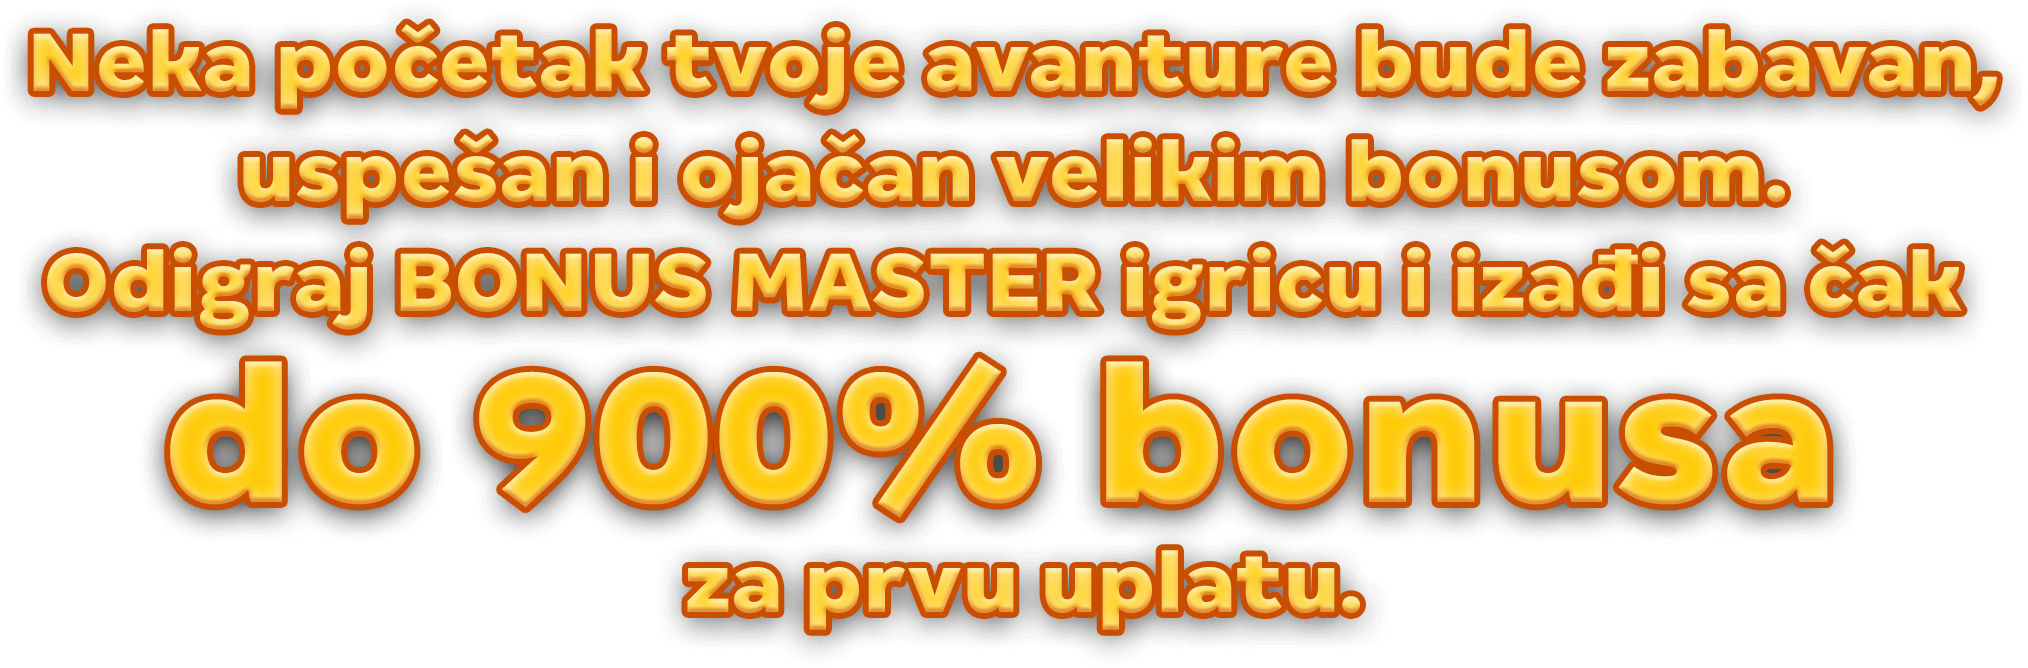 Neka početak tvoje avanture bude zabavan,
uspešan i ojačan velikim bonusom.
Odigraj BONUS MASTER igricu i izađi sa čak
do 900% bonusa
za prvu uplatu.